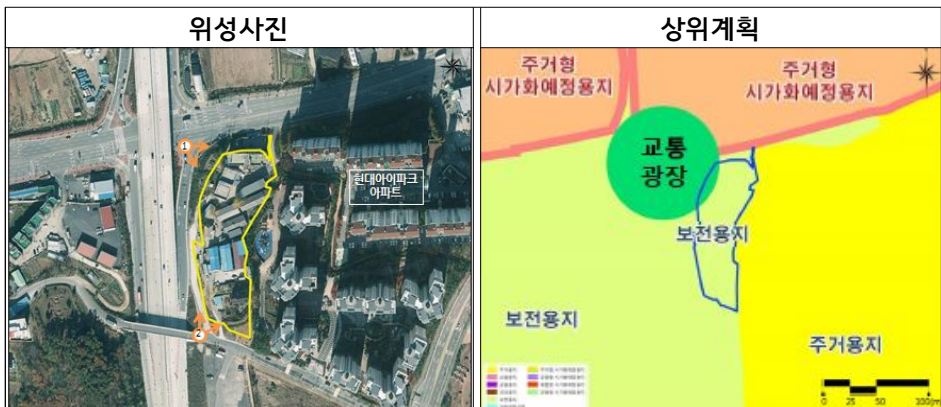 위성사진
상위계획
1
현대아이파크
아파트
2
주거형
시가화예정용지
주거형
시가화예정용지
교통
광장
보전용지
보전용지
주거용지
0 25 50 100(m)